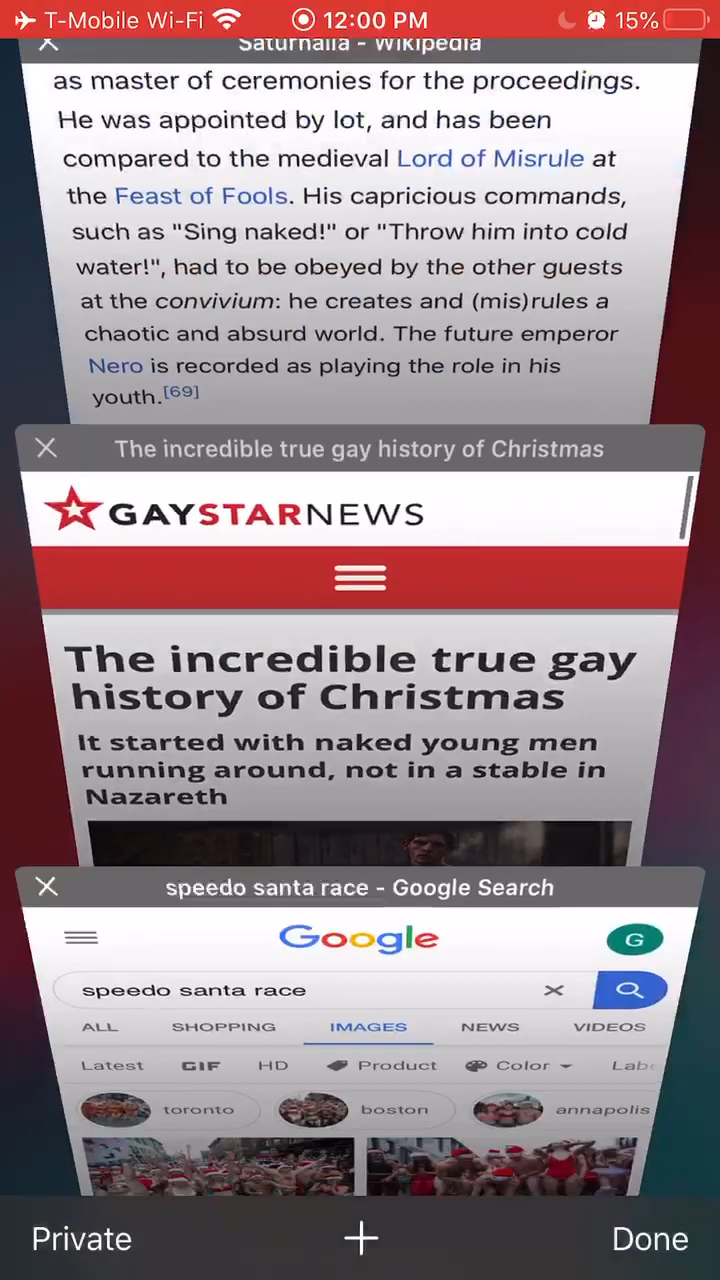 T-Mobile Wi-Fi 12:00 PM 15%
Saturnalia - Wikipedia
as master of ceremonies for the proceedings.
He was appointed by lot, and has been
compared to the medieval Lord of Misrule at
the Feast of Fools. His capricious commands,
such as "Sing naked!" or "Throw him into cold
water!", had to be obeyed by the other guests
at the convivium: he creates and (mis)rules a
chaotic and absurd world. The future emperor
Nero is recorded as playing the role in his
youth.[69]
The incredible true gay history of Christmas
GAYSTARNEWS
The incredible true gay
history of Christmas
It started with naked young men
running around, not in a stable in
Nazareth
speedo santa race - Google Search
Google G
speedo santa race
ALL SHOPPING IMAGES NEWS VIDEOS
Latest GIF HD Product Color Labe
toronto boston annapolis
Private + Done